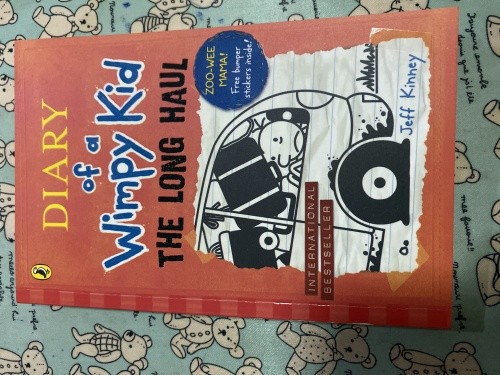 DIARY
of a
Wimpy Kid
THE LONG HAUL
ZOO-WEE
MAMA!
Free bumper
stickers inside!
INTERNATIONAL
BESTSELLER
Jeff Kinney